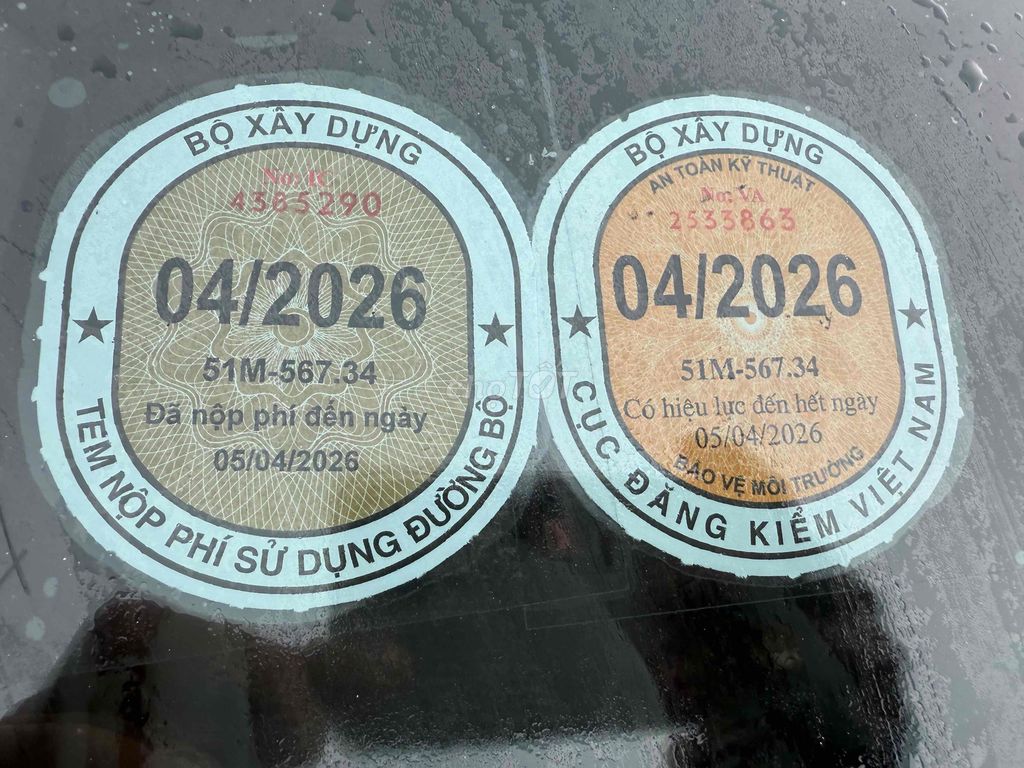 BỘ XÂY DỰNG
No: IC
4385290
04/2026
51M-567.34
Đã nộp phí đến ngày
05/04/2026
TEM NỘP PHÍ SỬ DỤNG ĐƯỜNG BỘ
BỘ XÂY DỰNG
AN TOÀN KỸ THUẬT
No: VA
2533863
04/2026
51M-567.34
Có hiệu lực đến hết ngày
05/04/2026
BẢO VỆ MÔI TRƯỜNG
CỤC ĐĂNG KIỂM VIỆT NAM